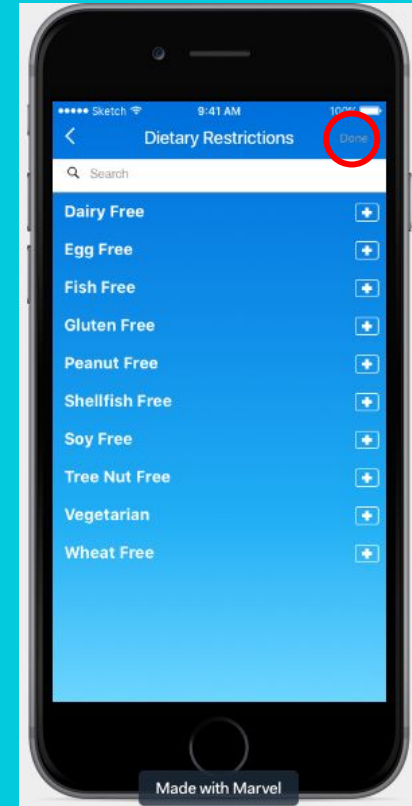 Sketch 9:41 AM 100%
Dietary Restrictions Done
Search
Dairy Free
Egg Free
Fish Free
Gluten Free
Peanut Free
Shellfish Free
Soy Free
Tree Nut Free
Vegetarian
Wheat Free
Made with Marvel